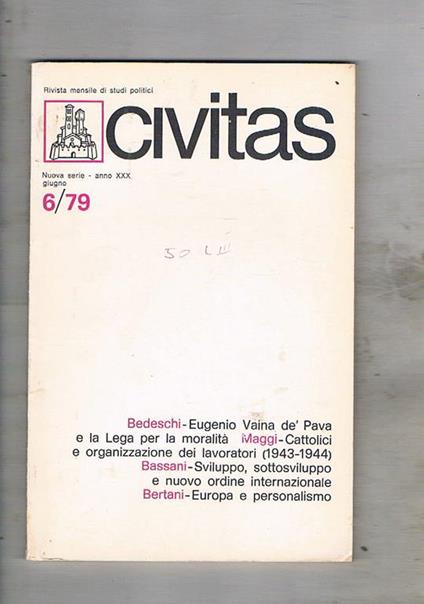 Rivista mensile di studi politici
civitas
Nuova serie - anno XXX
giugno
6/79
50 L
Bedeschi-Eugenio Vaina de' Pava
e la Lega per la moralità Maggi-Cattolici
e organizzazione dei lavoratori (1943-1944)
Bassani-Sviluppo, sottosviluppo
e nuovo ordine internazionale
Bertani-Europa e personalismo